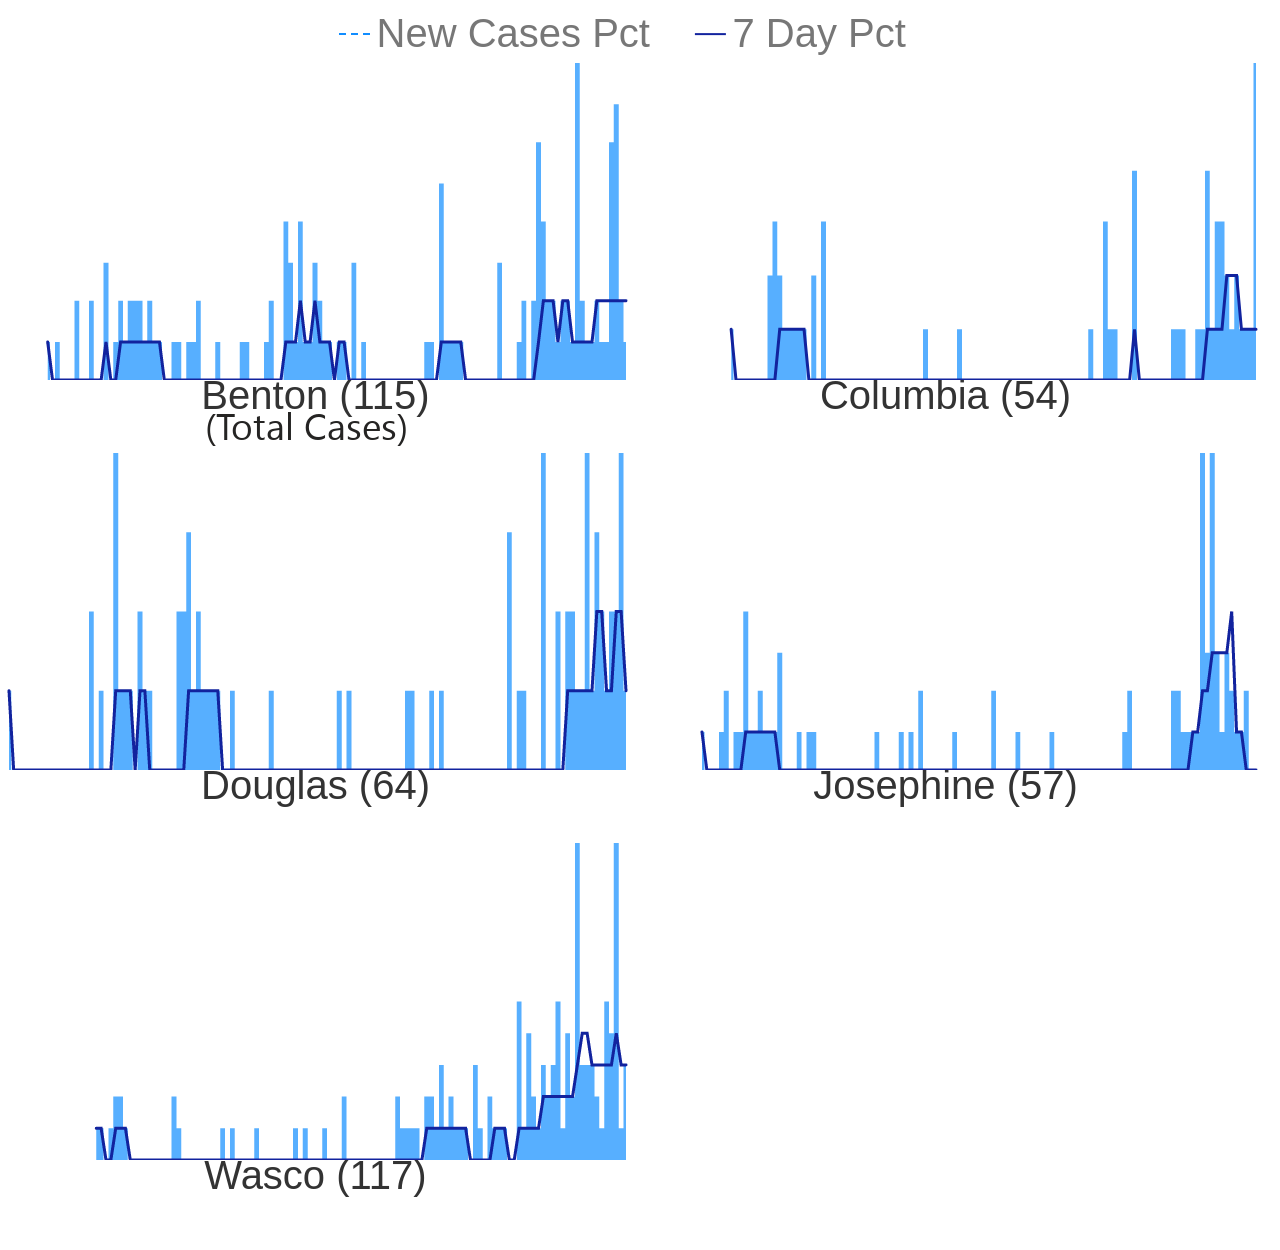 New Cases Pct 7 Day Pct
Benton (115) Columbia (54)
(Total Cases)
Douglas (64) Josephine (57)
Wasco (117)